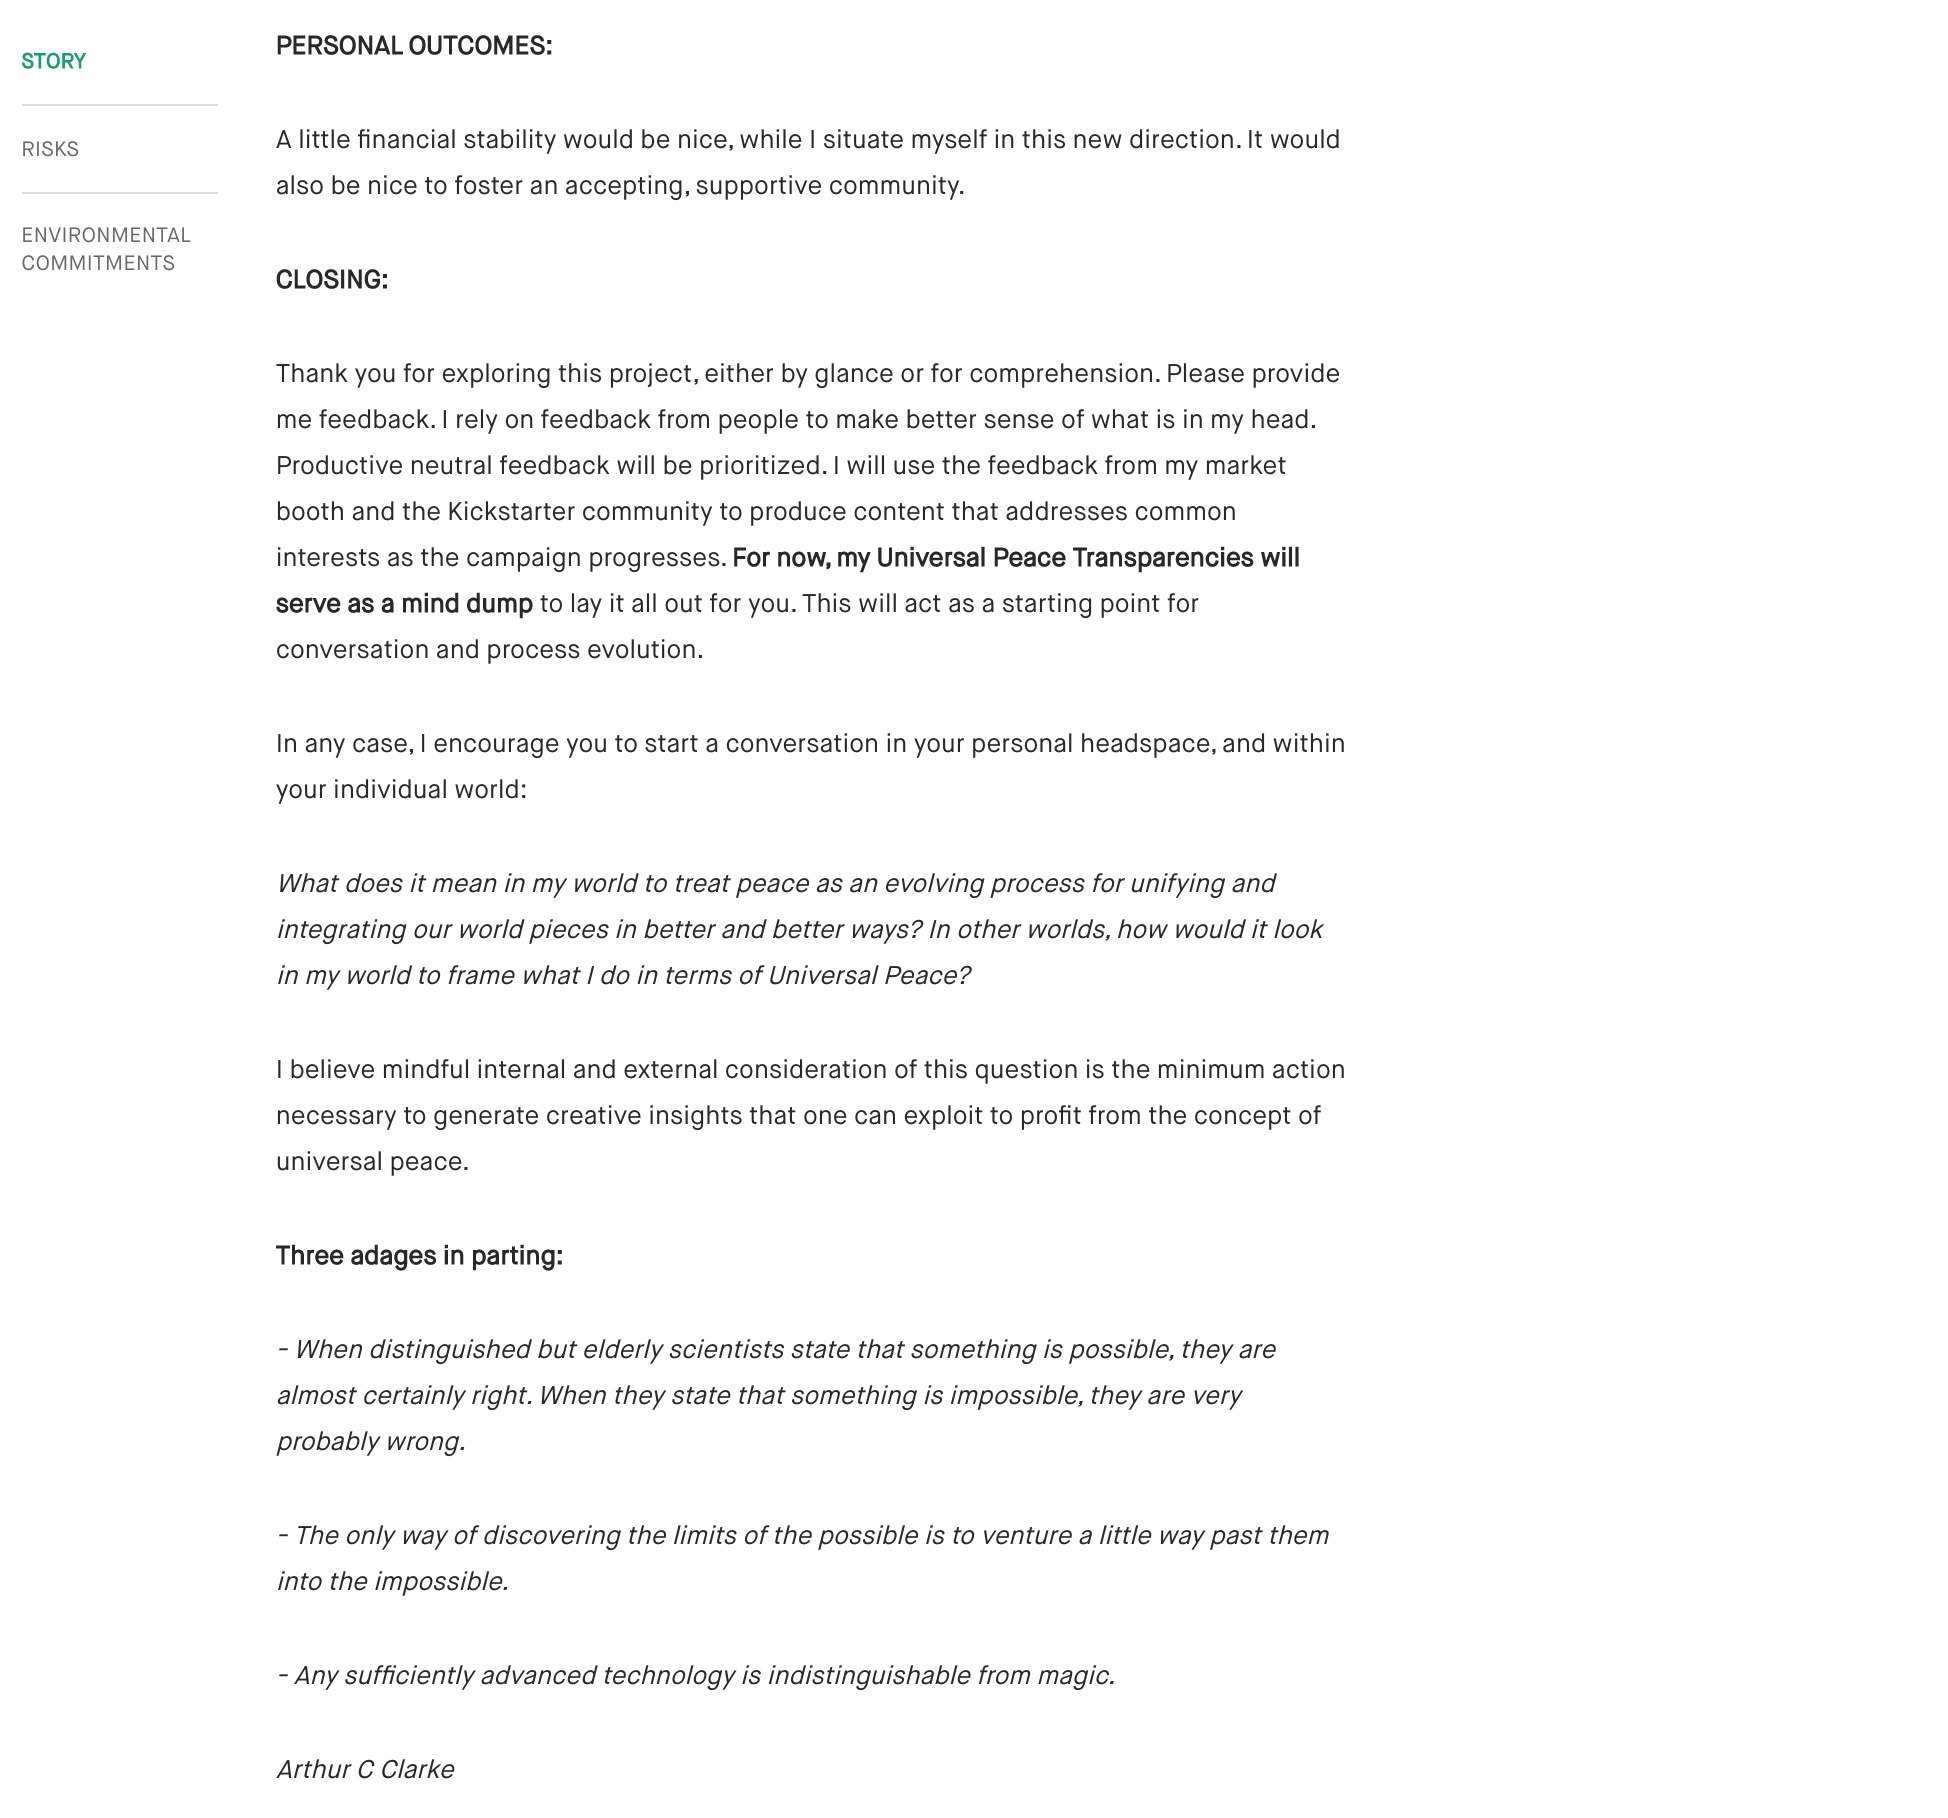 STORY
RISKS
ENVIRONMENTAL
COMMITMENTS
PERSONAL OUTCOMES:
A little financial stability would be nice, while I situate myself in this new direction. It would
also be nice to foster an accepting, supportive community.
CLOSING:
Thank you for exploring this project, either by glance or for comprehension. Please provide
me feedback. I rely on feedback from people to make better sense of what is in my head.
Productive neutral feedback will be prioritized. I will use the feedback from my market
booth and the Kickstarter community to produce content that addresses common
interests as the campaign progresses. For now, my Universal Peace Transparencies will
serve as a mind dump to lay it all out for you. This will act as a starting point for
conversation and process evolution.
In any case, I encourage you to start a conversation in your personal headspace, and within
your individual world:
What does it mean in my world to treat peace as an evolving process for unifying and
integrating our world pieces in better and better ways? In other worlds, how would it look
in my world to frame what I do in terms of Universal Peace?
I believe mindful internal and external consideration of this question is the minimum action
necessary to generate creative insights that one can exploit to profit from the concept of
universal peace.
Three adages in parting:
- When distinguished but elderly scientists state that something is possible, they are
almost certainly right. When they state that something is impossible, they are very
probably wrong.
- The only way of discovering the limits of the possible is to venture a little way past them
into the impossible.
- Any sufficiently advanced technology is indistinguishable from magic.
Arthur C Clarke